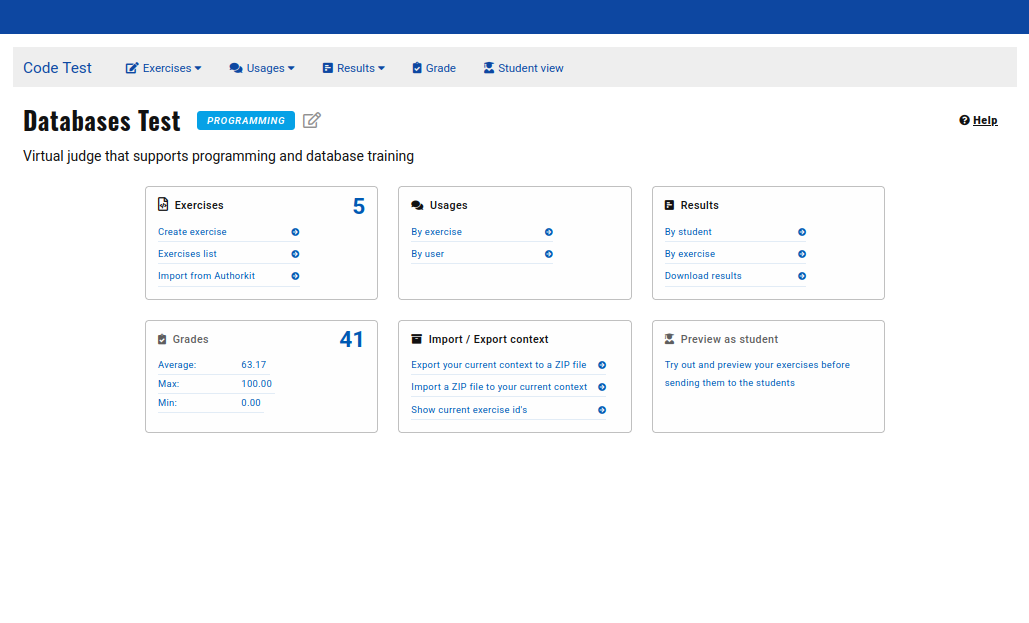 Code Test Exercises Usages Results Grade Student view
Databases Test PROGRAMMING Help
Virtual judge that supports programming and database training
Exercises 5
Create exercise
Exercises list
Import from Authorkit
Usages
By exercise
By user
Results
By student
By exercise
Download results
Grades 41
Average: 63.17
Max: 100.00
Min: 0.00
Import / Export context
Export your current context to a ZIP file
Import a ZIP file to your current context
Show current exercise id's
Preview as student
Try out and preview your exercises before
sending them to the students